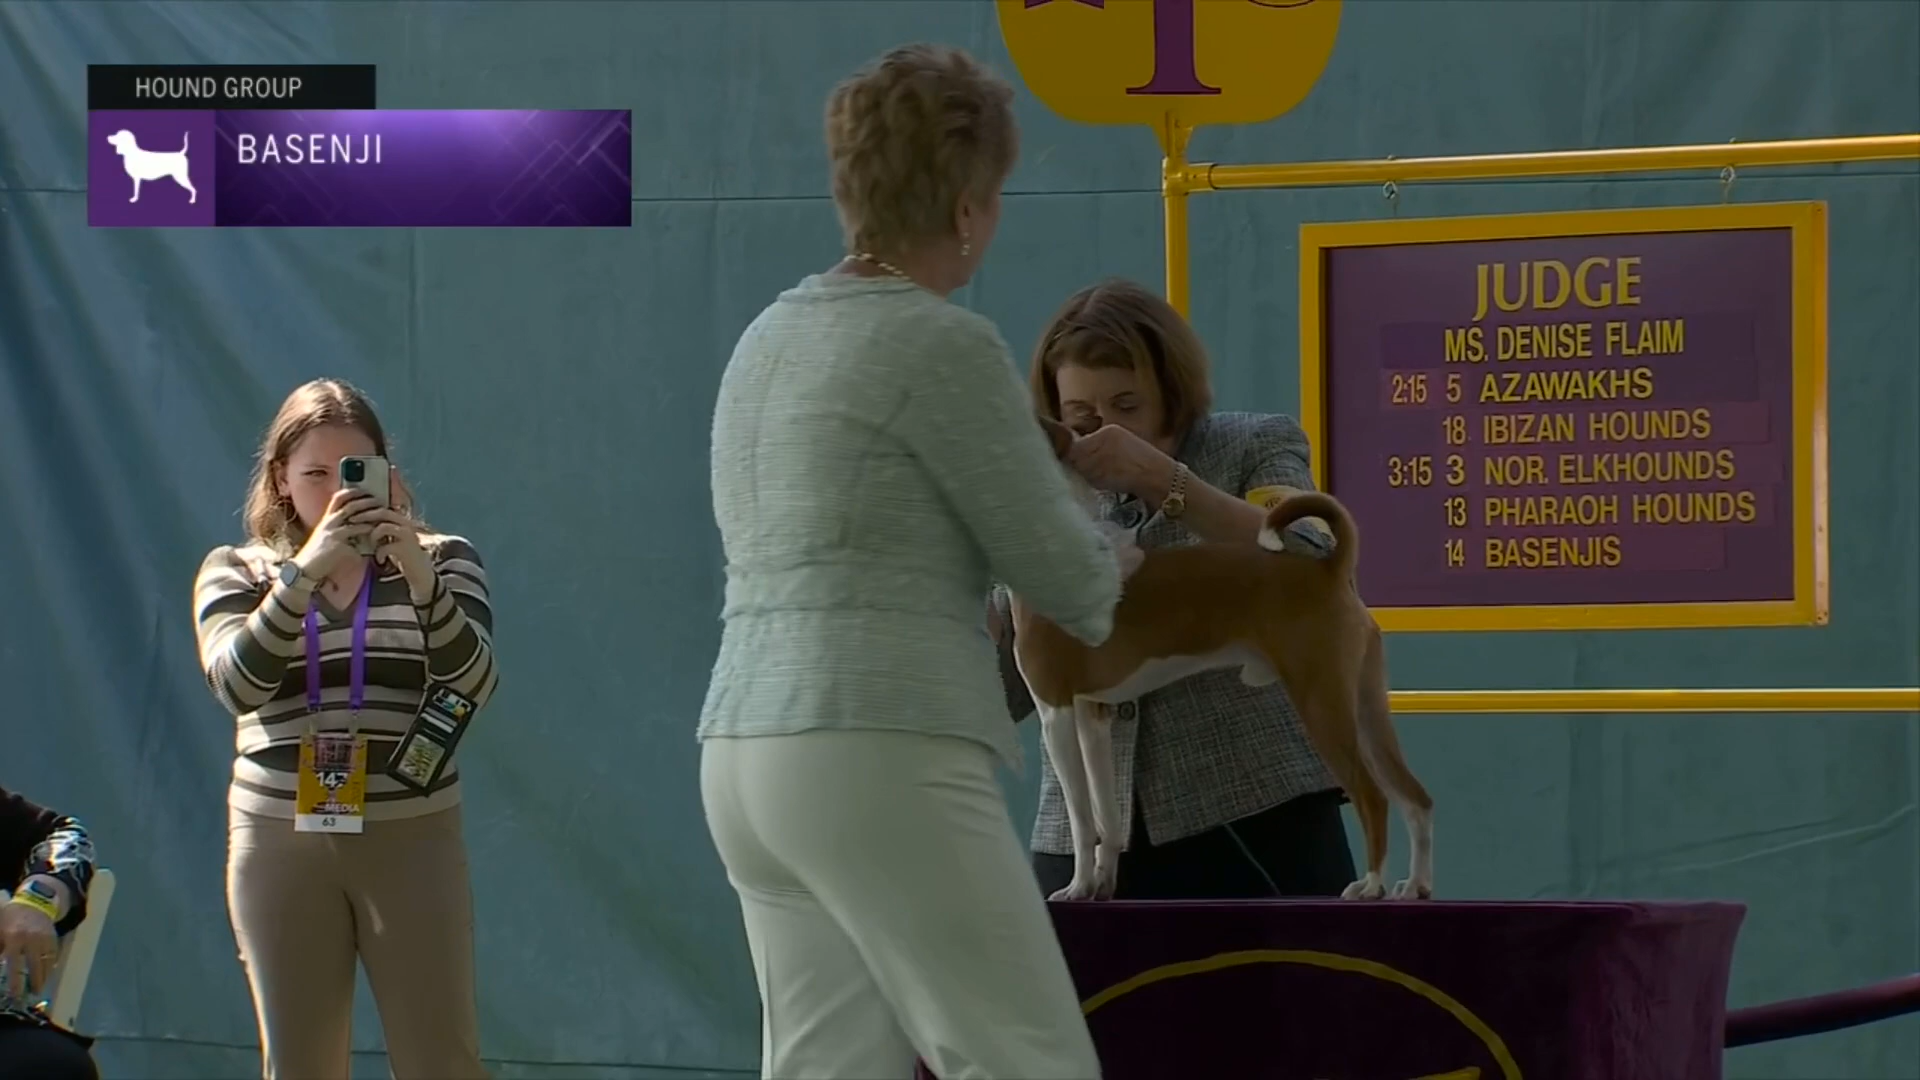 HOUND GROUP
BASENJI
JUDGE
MS. DENISE FLAIM
2:15 5 AZAWAKHS
18 IBIZAN HOUNDS
3:15 3 NOR. ELKHOUNDS
13 PHARAOH HOUNDS
14 BASENJIS
MEDIA
63